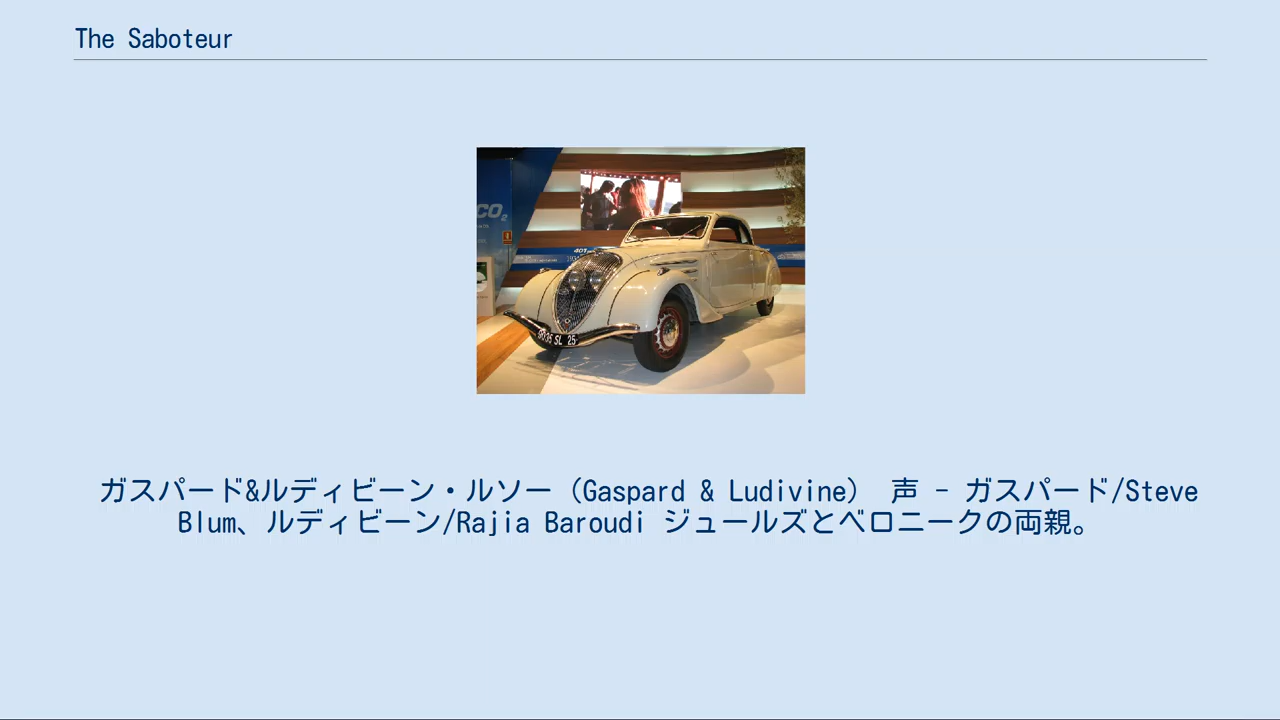 The Saboteur
CO2
ガスパード&ルディビーン・ルソー（Gaspard & Ludivine） 声 - ガスパード/Steve
Blum、ルディビーン/Rajia Baroudi ジュールズとベロニークの両親。